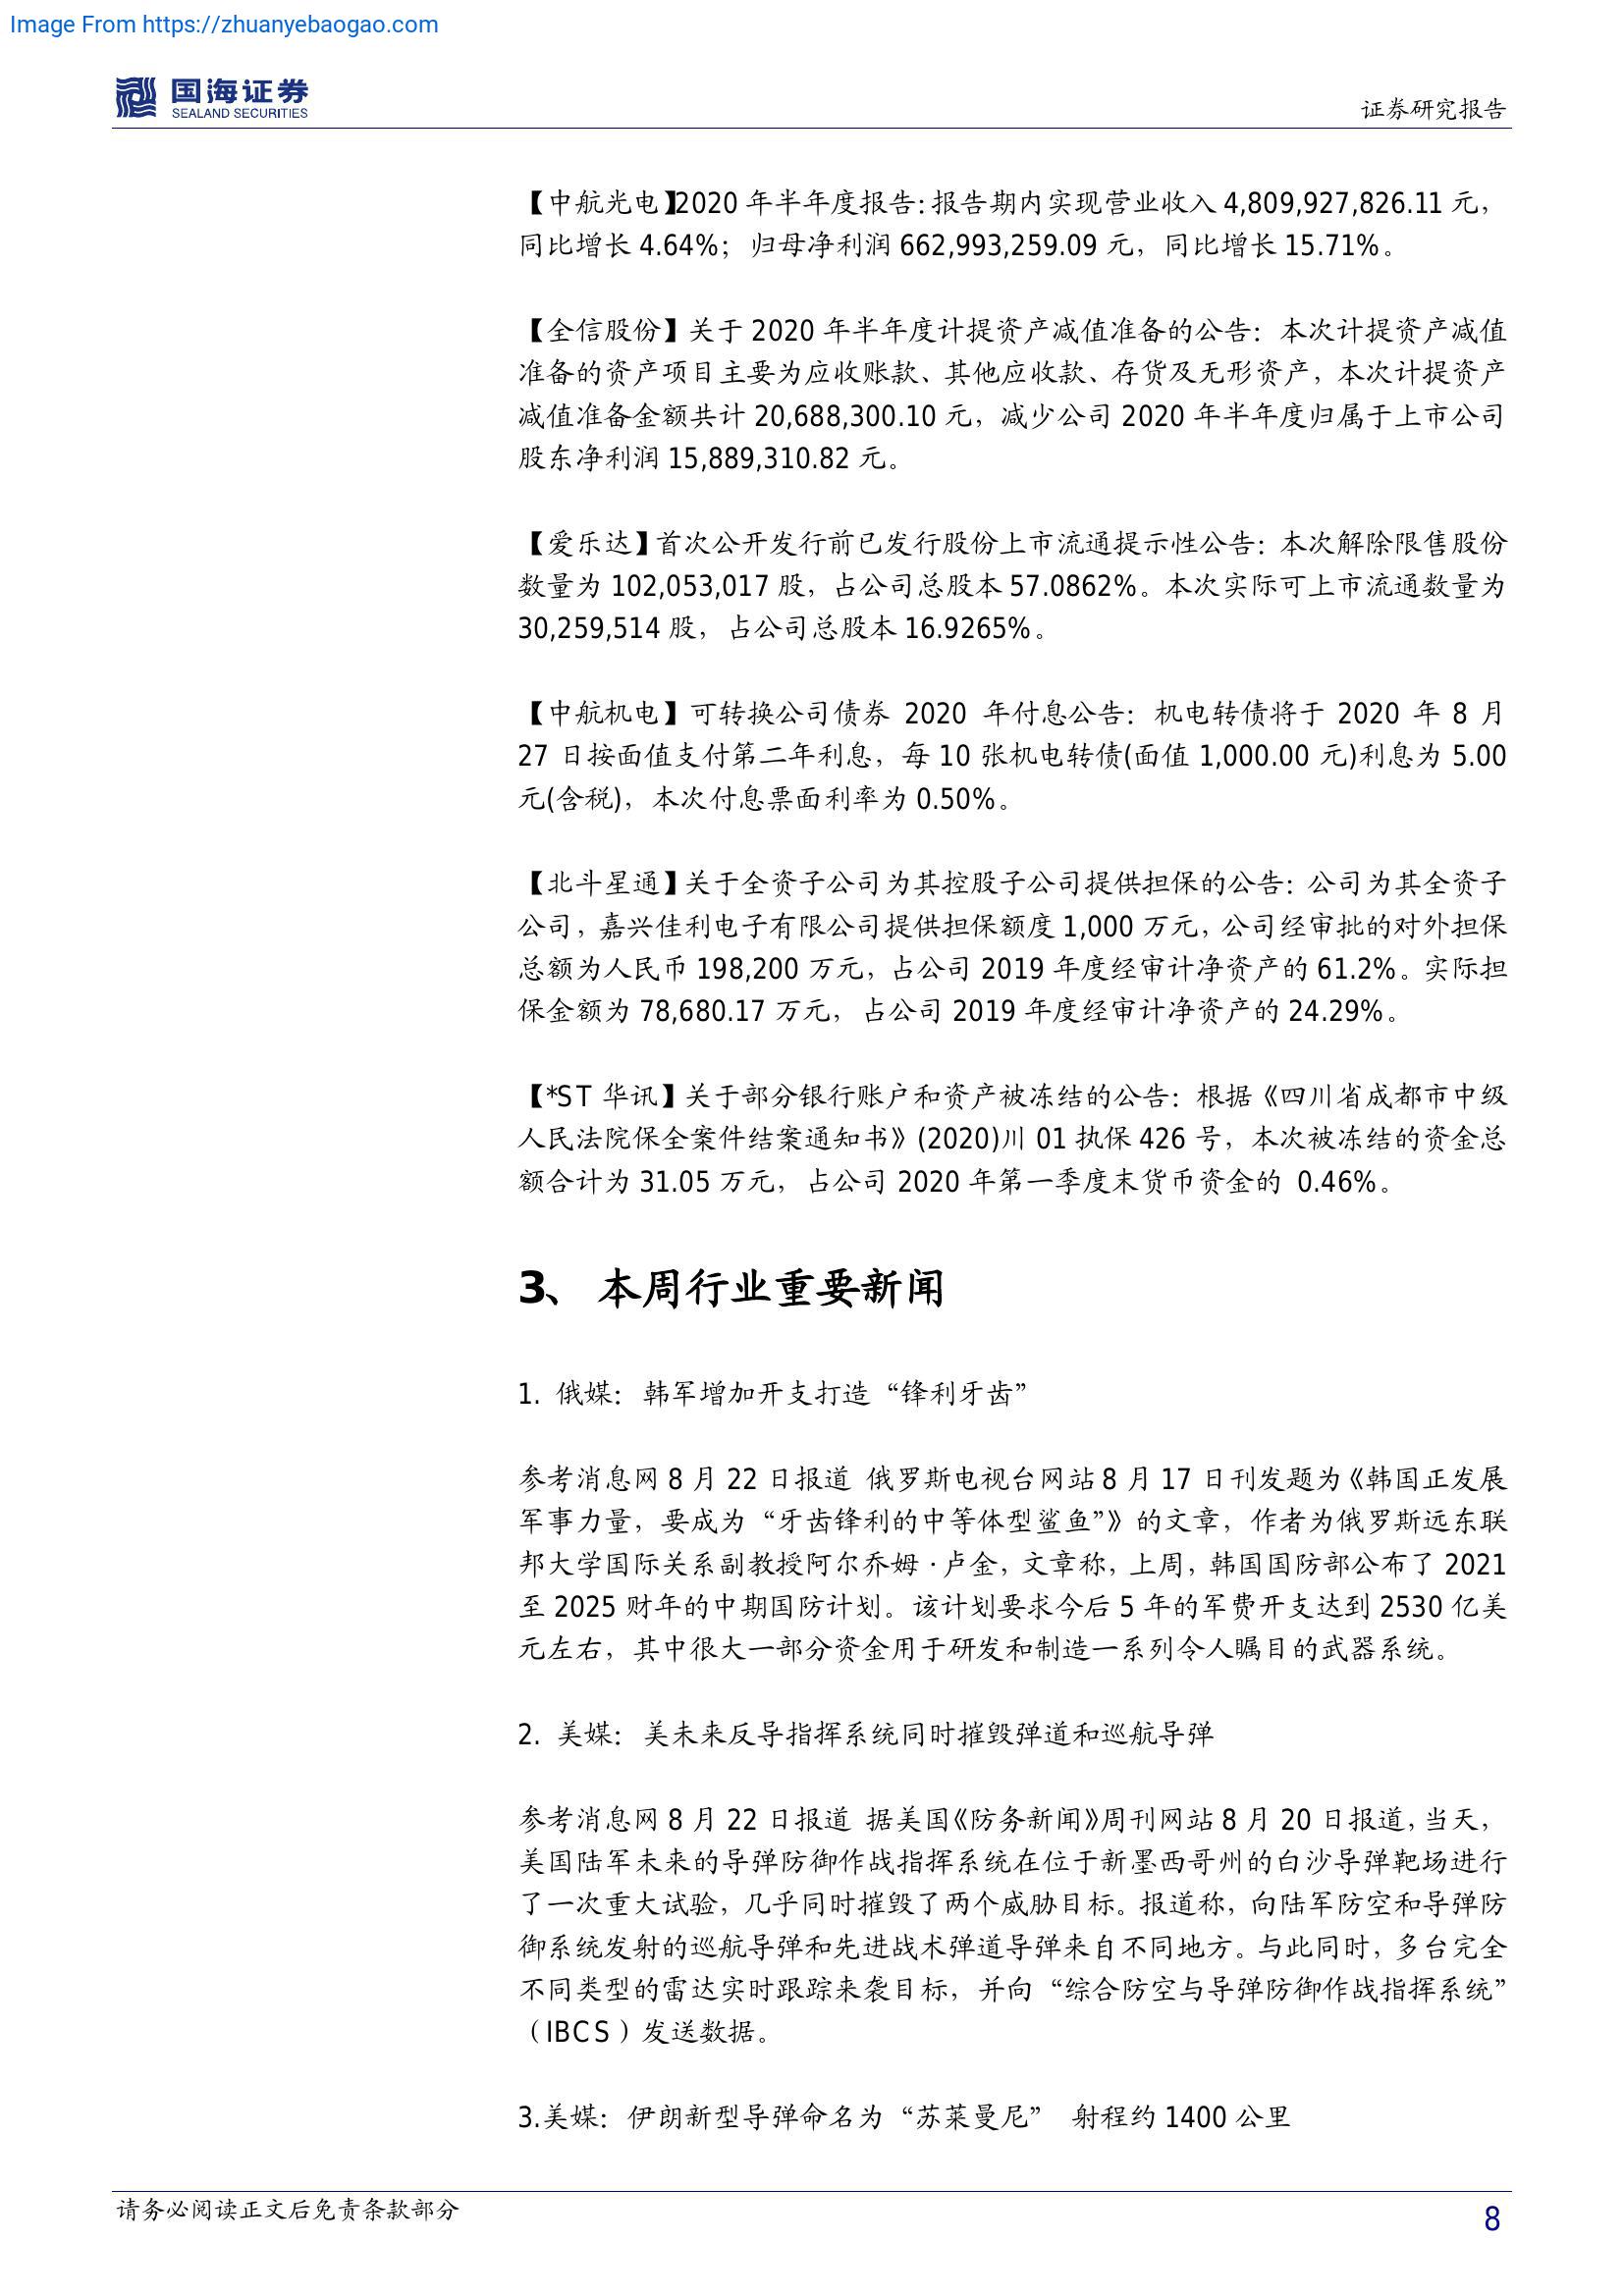 Image From https://zhuanyebaogao.com
国海证券
SEALAND SECURITIES
证券研究报告
【中航光电】2020 年半年度报告：报告期内实现营业收入 4,809,927,826.11 元，
同比增长 4.64%；归母净利润 662,993,259.09 元，同比增长 15.71%。
【全信股份】关于 2020 年半年度计提资产减值准备的公告：本次计提资产减值
准备的资产项目主要为应收账款、其他应收款、存货及无形资产，本次计提资产
减值准备金额共计 20,688,300.10 元，减少公司 2020 年半年度归属于上市公司
股东净利润 15,889,310.82 元。
【爱乐达】首次公开发行前已发行股份上市流通提示性公告：本次解除限售股份
数量为 102,053,017 股，占公司总股本 57.0862%。本次实际可上市流通数量为
30,259,514 股，占公司总股本 16.9265%。
【中航机电】可转换公司债券 2020 年付息公告：机电转债将于 2020 年 8 月
27 日按面值支付第二年利息，每 10 张机电转债(面值 1,000.00 元)利息为 5.00
元(含税)，本次付息票面利率为 0.50%。
【北斗星通】关于全资子公司为其控股子公司提供担保的公告：公司为其全资子
公司，嘉兴佳利电子有限公司提供担保额度 1,000 万元，公司经审批的对外担保
总额为人民币 198,200 万元，占公司 2019 年度经审计净资产的 61.2%。实际担
保金额为 78,680.17 万元，占公司 2019 年度经审计净资产的 24.29%。
【*ST 华讯】关于部分银行账户和资产被冻结的公告：根据《四川省成都市中级
人民法院保全案件结案通知书》(2020)川 01 执保 426 号，本次被冻结的资金总
额合计为 31.05 万元，占公司 2020 年第一季度末货币资金的 0.46%。
3、 本周行业重要新闻
1. 俄媒：韩军增加开支打造“锋利牙齿”
参考消息网 8 月 22 日报道 俄罗斯电视台网站 8 月 17 日刊发题为《韩国正发展
军事力量，要成为“牙齿锋利的中等体型鲨鱼”》的文章，作者为俄罗斯远东联
邦大学国际关系副教授阿尔乔姆·卢金，文章称，上周，韩国国防部公布了 2021
至 2025 财年的中期国防计划。该计划要求今后 5 年的军费开支达到 2530 亿美
元左右，其中很大一部分资金用于研发和制造一系列令人瞩目的武器系统。
2. 美媒：美未来反导指挥系统同时摧毁弹道和巡航导弹
参考消息网 8 月 22 日报道 据美国《防务新闻》周刊网站 8 月 20 日报道，当天，
美国陆军未来的导弹防御作战指挥系统在位于新墨西哥州的白沙导弹靶场进行
了一次重大试验，几乎同时摧毁了两个威胁目标。报道称，向陆军防空和导弹防
御系统发射的巡航导弹和先进战术弹道导弹来自不同地方。与此同时，多台完全
不同类型的雷达实时跟踪来袭目标，并向“综合防空与导弹防御作战指挥系统”
（IBCS）发送数据。
3.美媒：伊朗新型导弹命名为“苏莱曼尼” 射程约 1400 公里
请务必阅读正文后免责条款部分
8